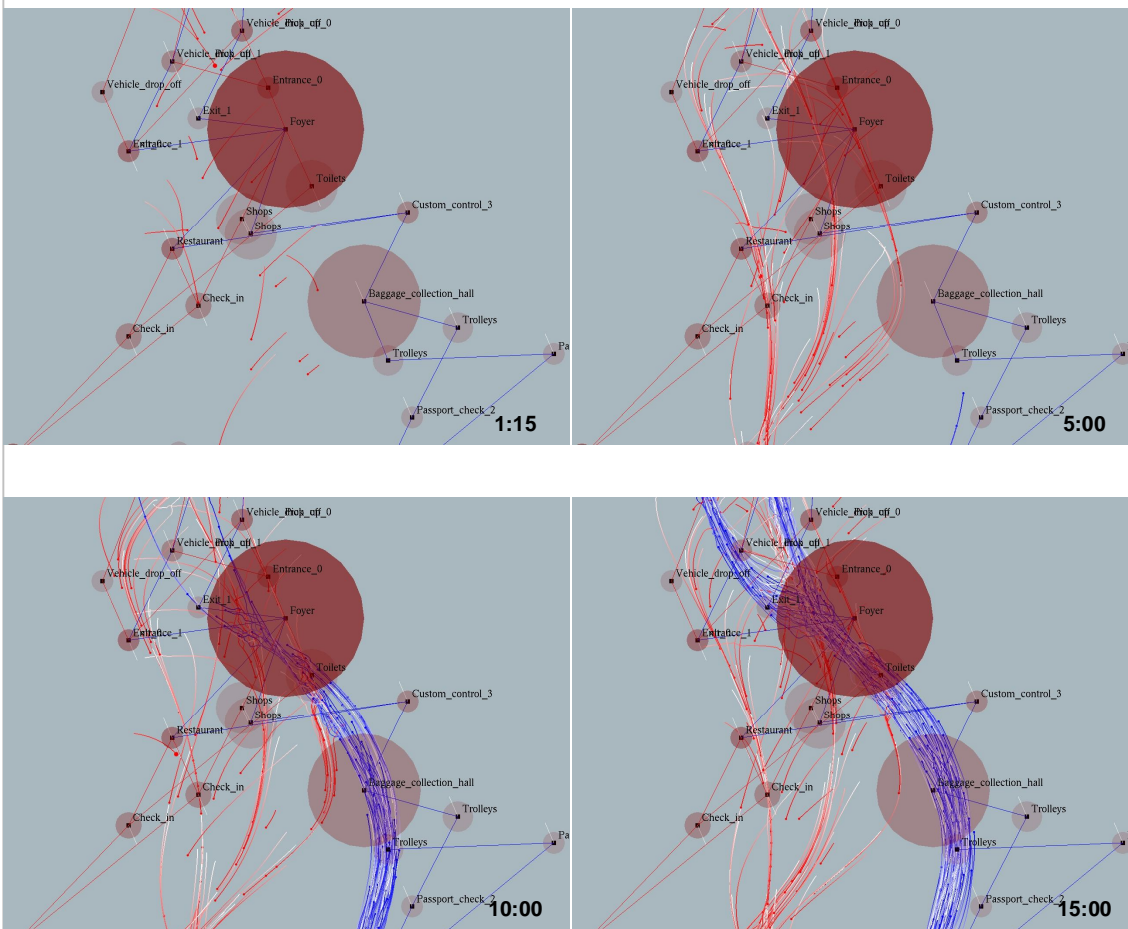 Vehicle_drop_off
Entrance_0
Exit_1
Foyer
Toilets
Shops
Shops
Custom_control_3
Restaurant
Baggage_collection_hall
Check_in
Trolleys
Check_in
Trolleys
Pa
Passport_check_2
1:15
Vehicle_drop_off
Entrance_0
Exit_1
Foyer
Toilets
Shops
Shops
Custom_control_3
Restaurant
Baggage_collection_hall
Check_in
Trolleys
Check_in
Trolleys
Passport_check_2
5:00
Vehicle_drop_off
Entrance_0
Exit_1
Foyer
Toilets
Shops
Shops
Custom_control_3
Restaurant
Baggage_collection_hall
Check_in
Trolleys
Check_in
Trolleys
Pa
Passport_check_2
10:00
Vehicle_drop_off
Entrance_0
Exit_1
Foyer
Toilets
Shops
Shops
Custom_control_3
Restaurant
Baggage_collection_hall
Check_in
Trolleys
Check_in
Trolleys
Passport_check_2
15:00